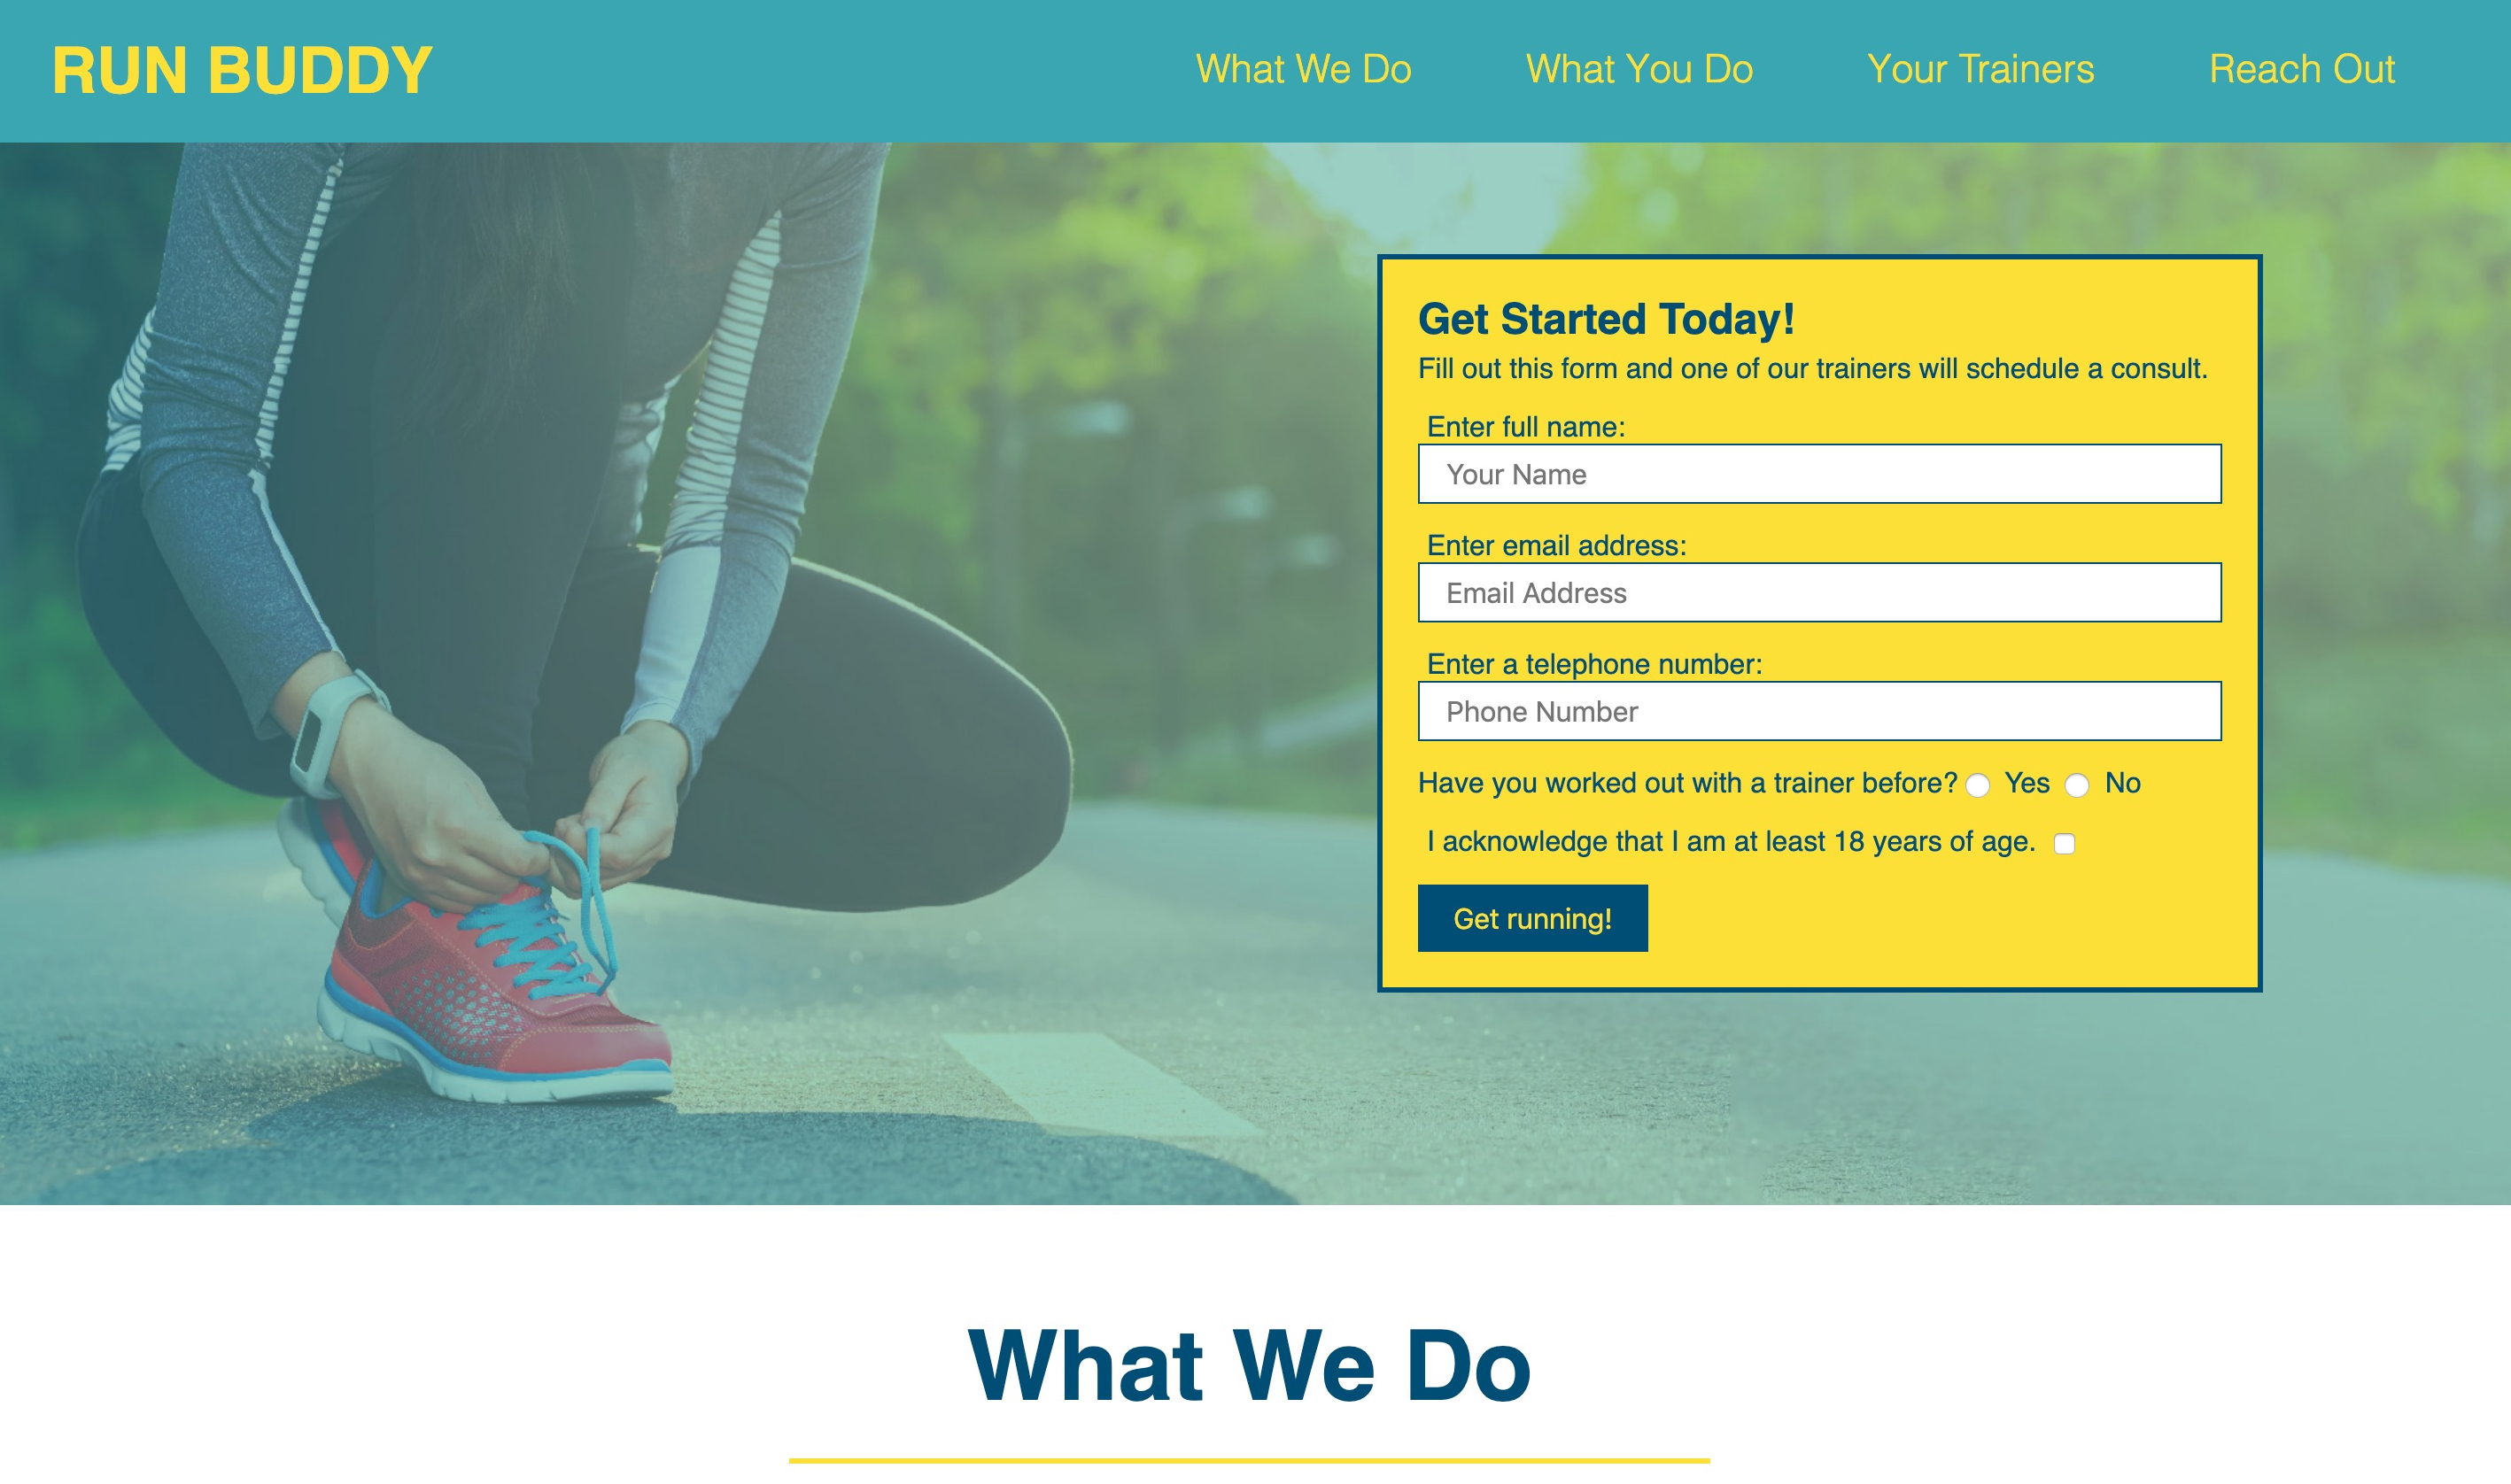 RUN BUDDY
What We Do What You Do Your Trainers Reach Out
Get Started Today!
Fill out this form and one of our trainers will schedule a consult.
Enter full name:
Your Name
Enter email address:
Email Address
Enter a telephone number:
Phone Number
Have you worked out with a trainer before? Yes No
I acknowledge that I am at least 18 years of age.
Get running!
What We Do